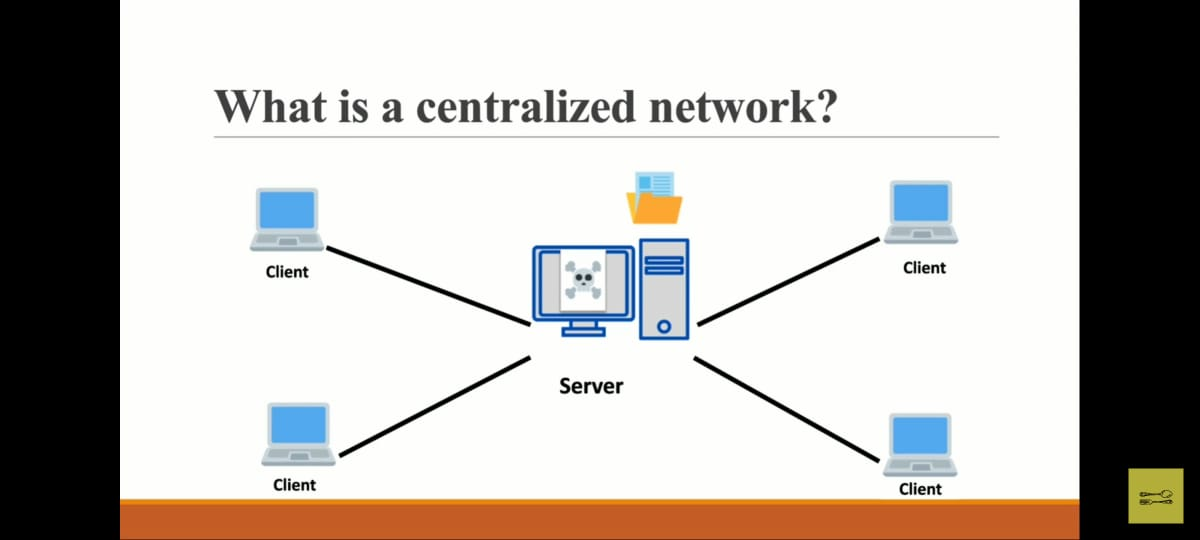 What is a centralized network?
Client
Client
Server
Client
Client